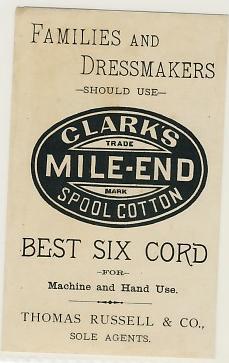 FAMILIES AND
DRESSMAKERS
—SHOULD USE—
CLARK'S
TRADE
MILE-END
MARK
SPOOL COTTON
BEST SIX CORD
—FOR—
Machine and Hand Use.
THOMAS RUSSELL & CO.,
SOLE AGENTS.